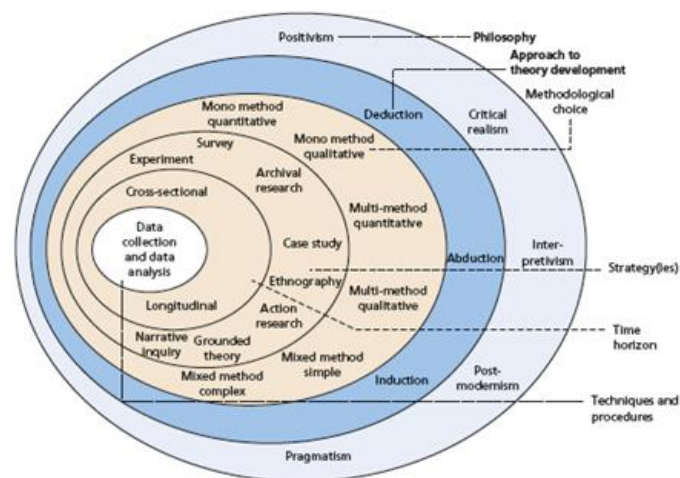 Positivism
Philosophy
Approach to
theory development
Methodological
choice
Mono method
quantitative
Deduction
Critical
realism
Survey
Mono method
qualitative
Experiment
Archival
research
Cross-sectional
Multi-method
quantitative
Data
collection
and data
analysis
Case study
Abduction
Inter-
pretivism
Strategy(ies)
Ethnography
Multi-method
qualitative
Longitudinal
Action
research
Time
horizon
Narrative
inquiry
Grounded
theory
Mixed method
simple
Mixed method
complex
Induction
Post-
modernism
Techniques and
procedures
Pragmatism